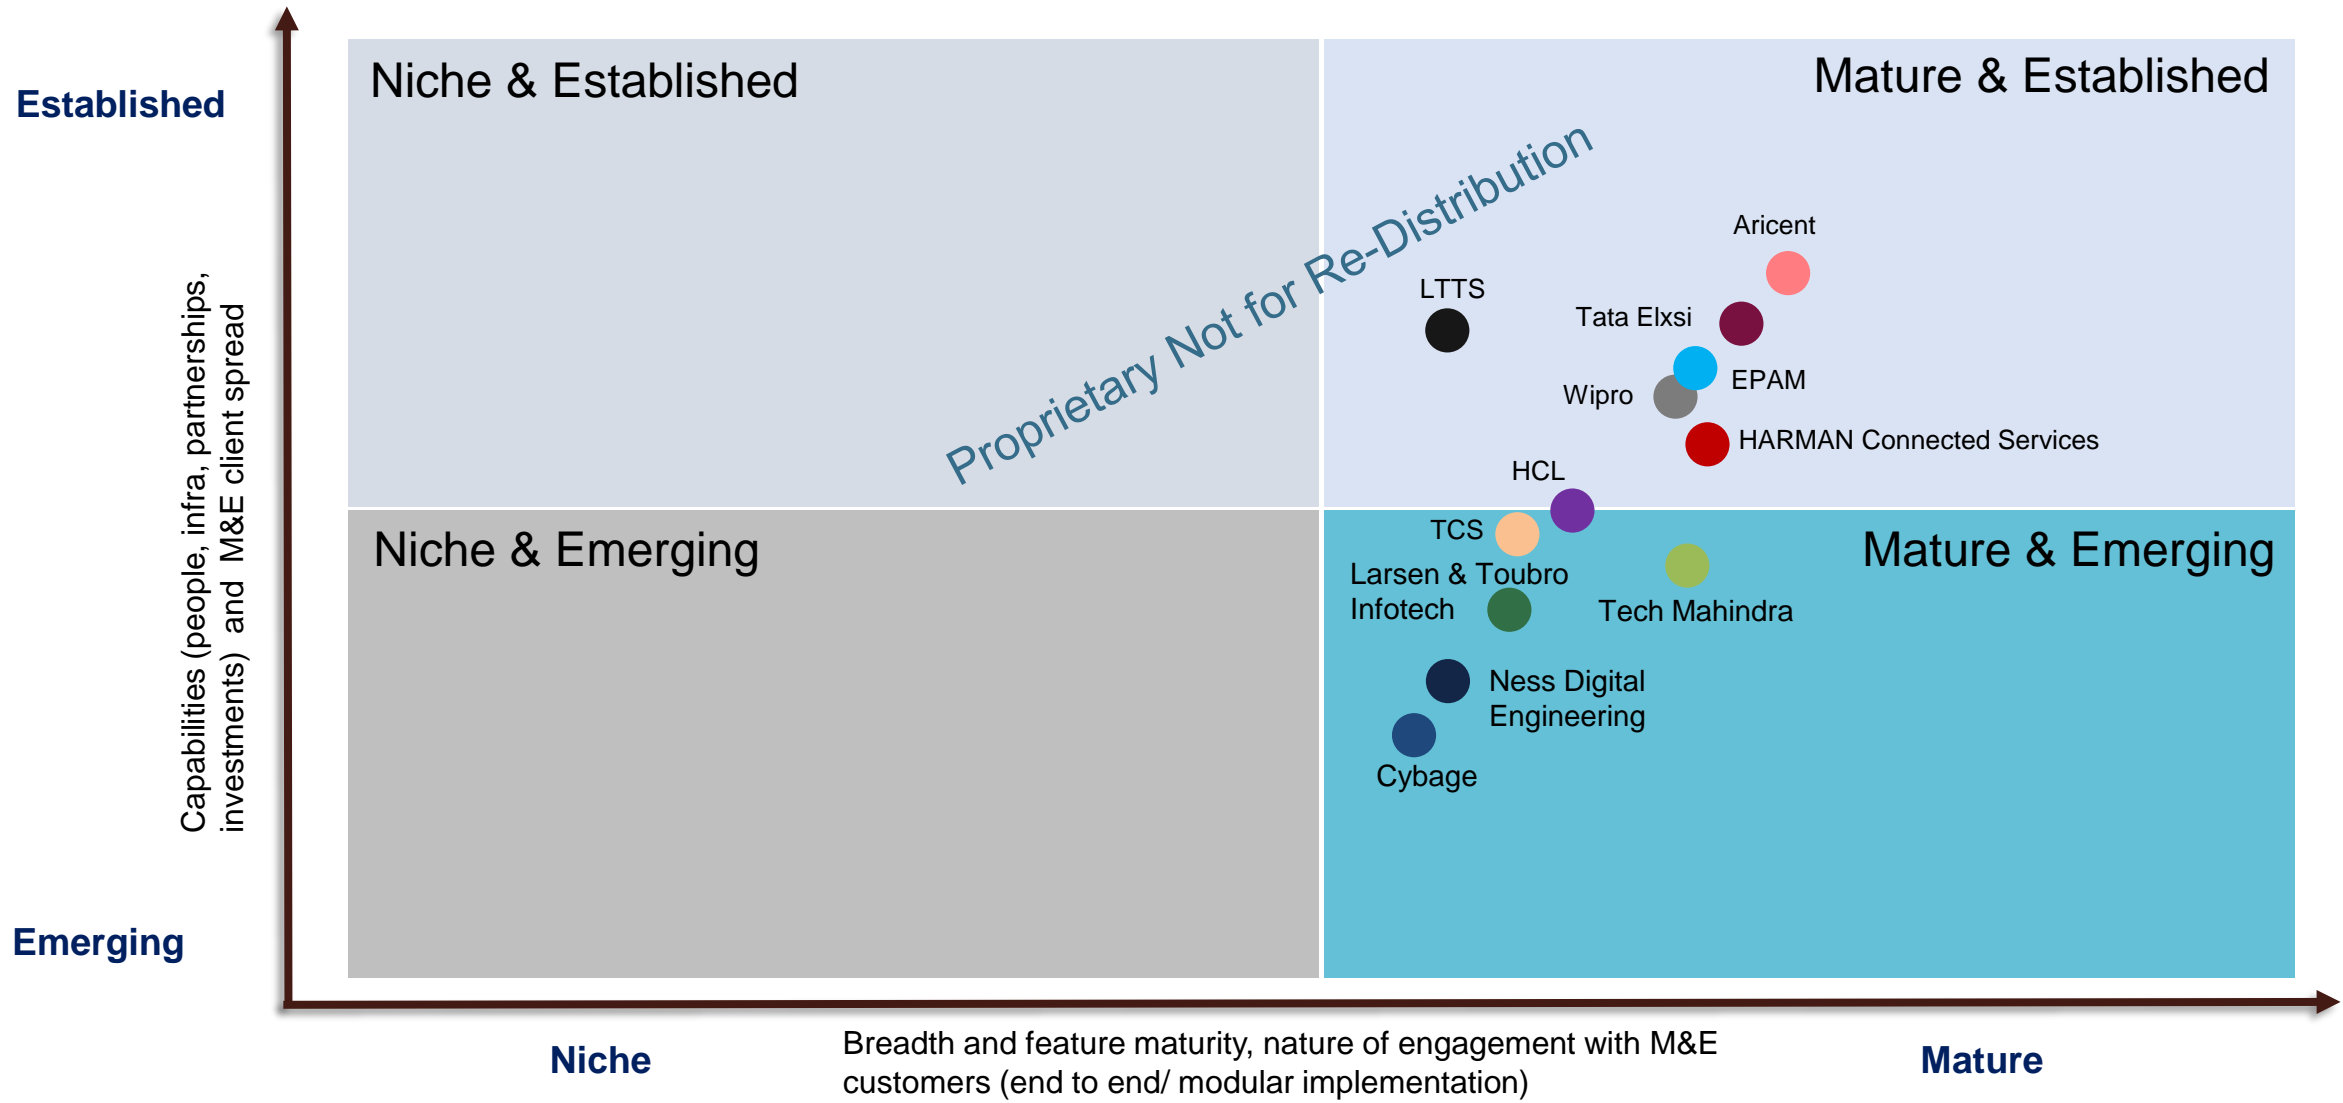 Niche & Established
Mature & Established
Established
Proprietary Not for Re-Distribution
Aricent
LTTS
Tata Elxsi
EPAM
Wipro
HARMAN Connected Services
HCL
Capabilities (people, infra, partnerships,
investments) and M&E client spread
Niche & Emerging
Mature & Emerging
TCS
Larsen & Toubro
Infotech
Tech Mahindra
Ness Digital
Engineering
Cybage
Emerging
Niche
Breadth and feature maturity, nature of engagement with M&E
customers (end to end/ modular implementation)
Mature